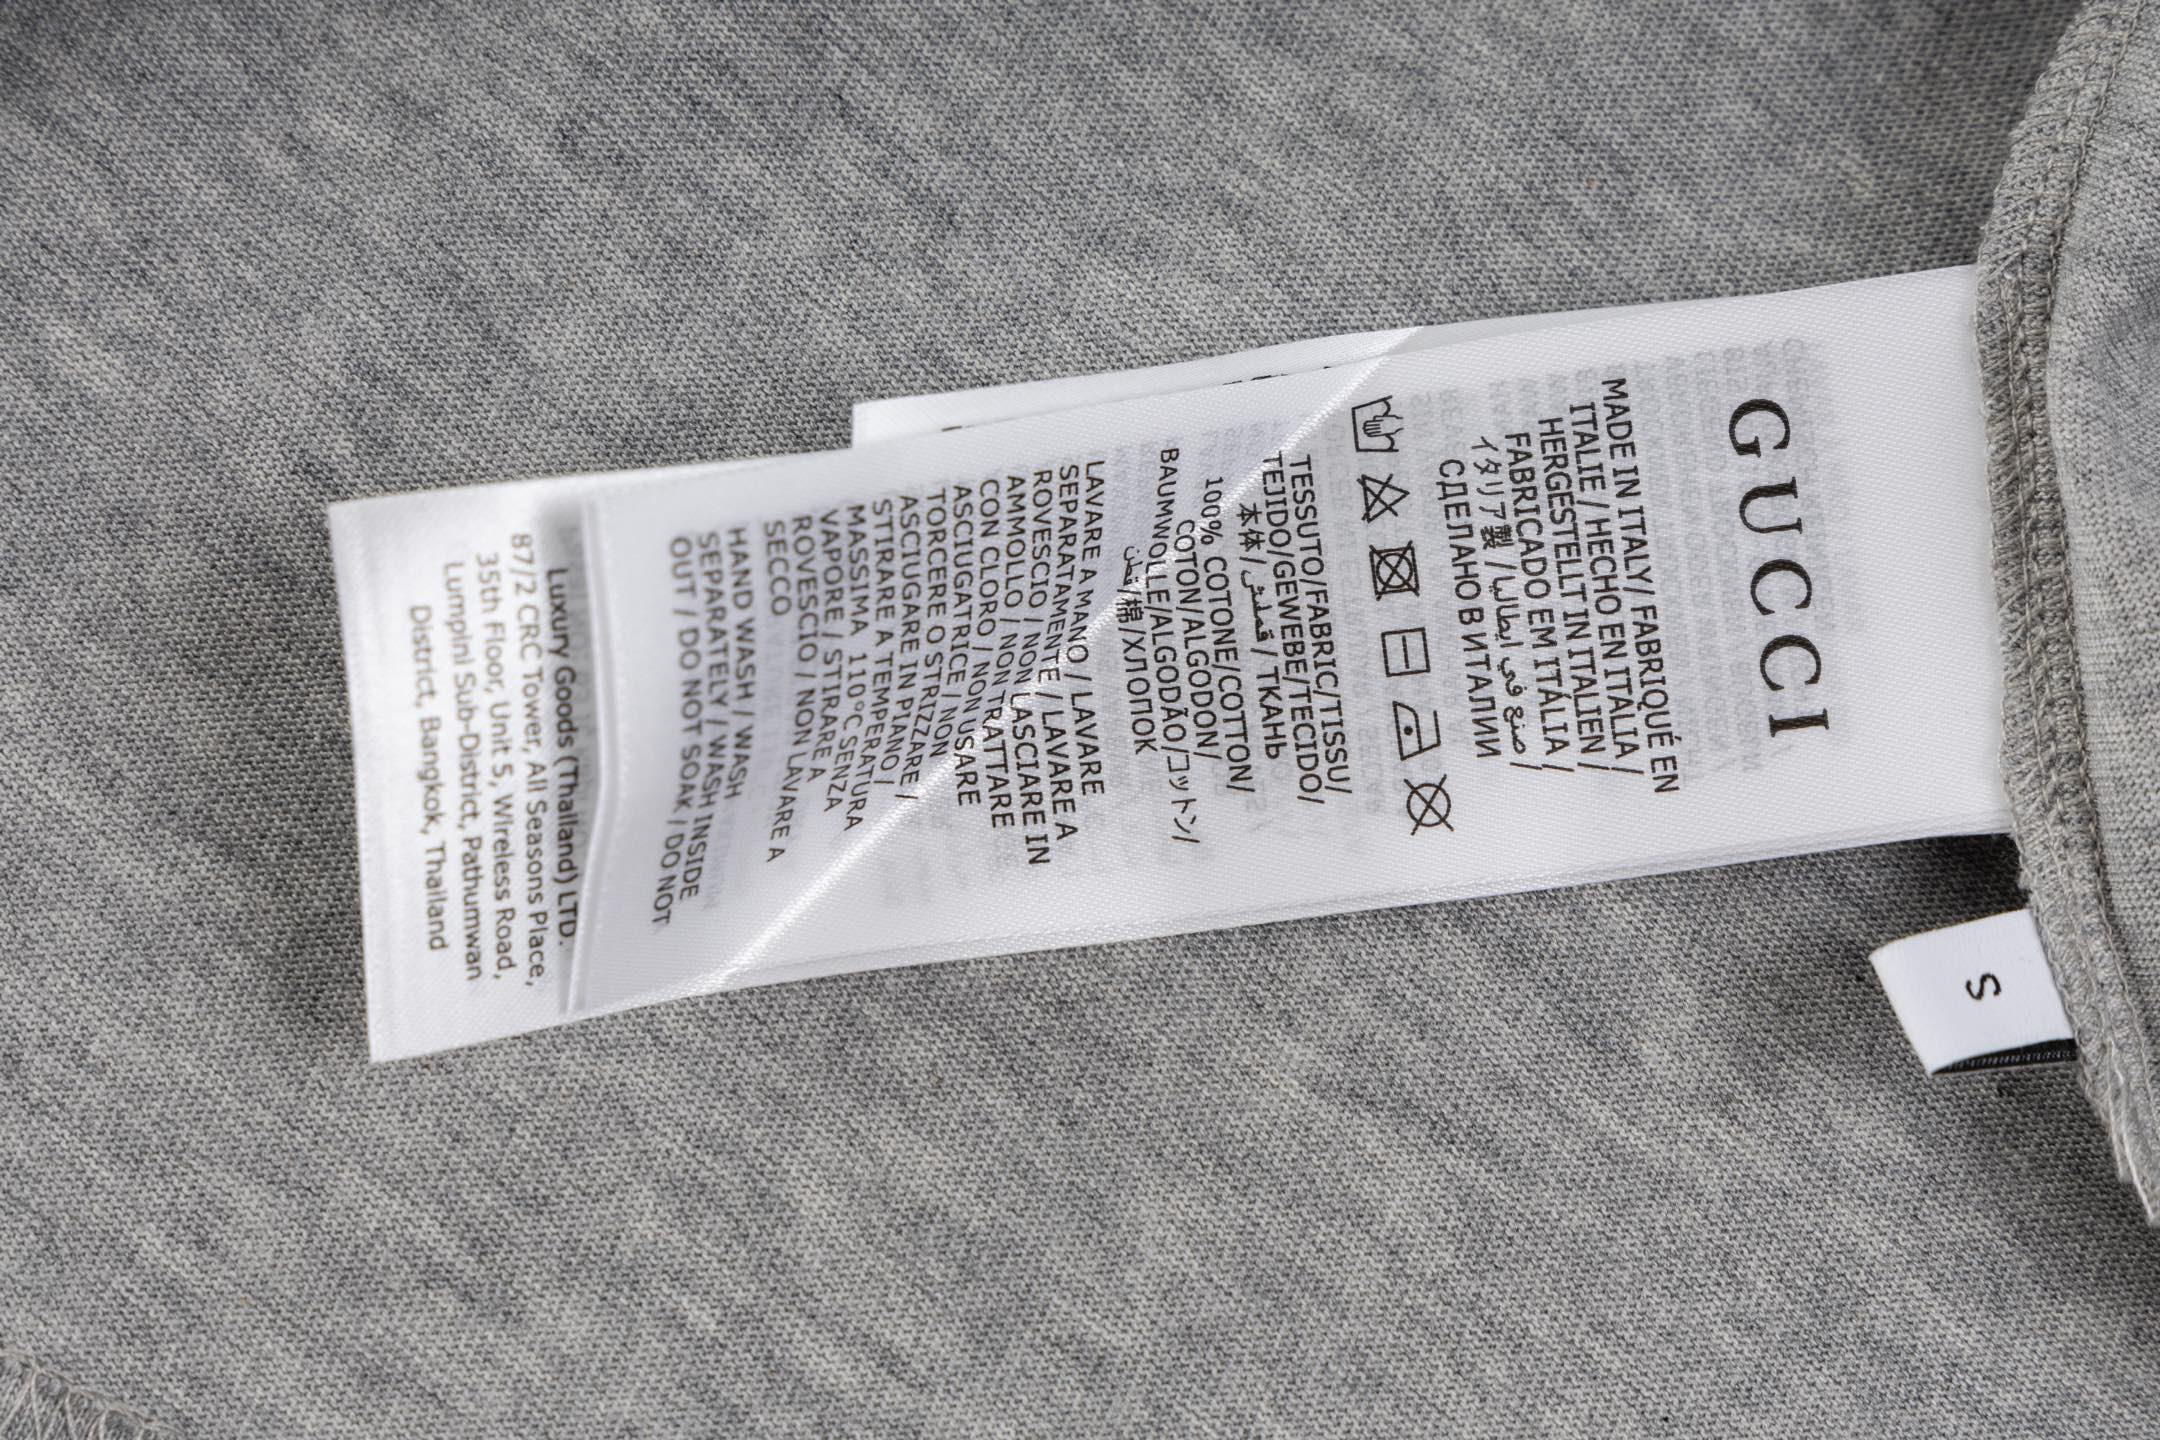 GUCCI
MADE IN ITALY / FABRIQUÉ EN
ITALIE / HECHO EN ITALIA /
HERGESTELLT IN ITALIEN /
FABRICADO EM ITÁLIA /
イタリア製 / صنع في ايطاليا /
СДЕЛАНО В ИТАЛИИ
TESSUTO/FABRIC/TISSU/
TEJIDO/GEWEBE/TECIDO/
本体 / قماش / ТКАНЬ
100% COTONE/COTTON/
COTON/ALGODON/
BAUMWOLLE/ALGODÃO/コットン/
قطن/棉/ХЛОПОК
LAVARE A MANO / LAVARE
SEPARATAMENTE / LAVARE A
ROVESCIO / NON LASCIARE IN
AMMOLLO / NON TRATTARE
CON CLORO / NON USARE
ASCIUGATRICE / NON
TORCERE O STRIZZARE /
ASCIUGARE IN PIANO /
STIRARE A TEMPERATURA
MASSIMA 110°C SENZA
VAPORE / STIRARE A
ROVESCIO / NON LAVARE A
SECCO
HAND WASH / WASH
SEPARATELY / WASH INSIDE
OUT / DO NOT SOAK / DO NOT
Luxury Goods (Thailand) LTD.
87/2 CRC Tower, All Seasons Place,
35th Floor, Unit 5, Wireless Road,
Lumpini Sub-District, Pathumwan
District, Bangkok, Thailand
S